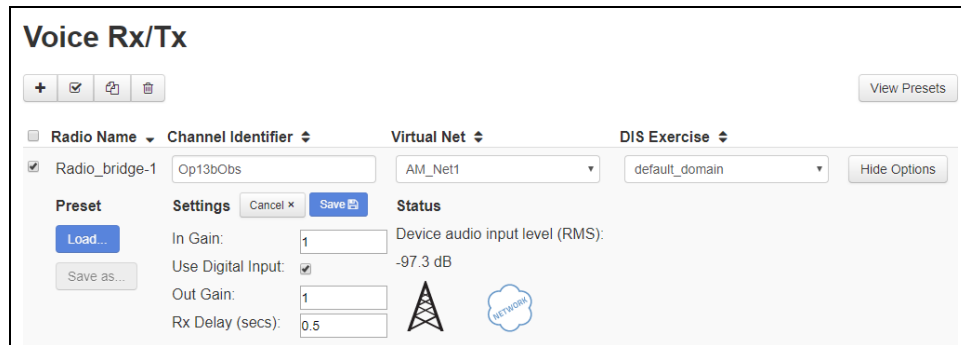 Voice Rx/Tx
View Presets
Radio Name Channel Identifier Virtual Net DIS Exercise
Radio_bridge-1 Op13bObs AM_Net1 default_domain Hide Options
Preset Settings Cancel × Save Status
Load... In Gain: 1 Device audio input level (RMS):
Save as... Use Digital Input: -97.3 dB
Out Gain: 1
Rx Delay (secs): 0.5
NETWORK